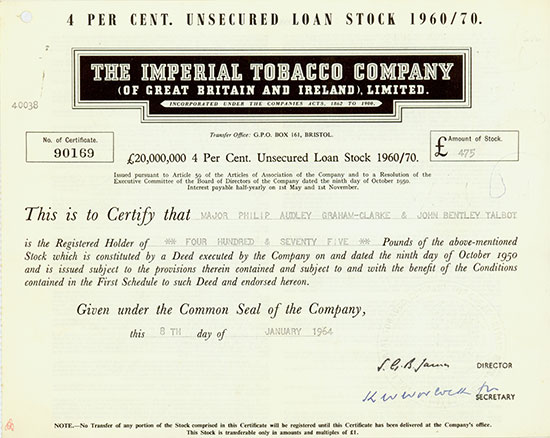 4 PER CENT. UNSECURED LOAN STOCK 1960/70.
THE IMPERIAL TOBACCO COMPANY
(OF GREAT BRITAIN AND IRELAND), LIMITED.
INCORPORATED UNDER THE COMPANIES ACTS, 1862 TO 1900.
40038
Transfer Office: G.P.O. BOX 161, BRISTOL.
No. of Certificate.
90169
£20,000,000 4 Per Cent. Unsecured Loan Stock 1960/70.
£ Amount of Stock.
475
Issued pursuant to Article 59 of the Articles of Association of the Company and to a Resolution of the
Executive Committee of the Board of Directors of the Company dated the ninth day of October 1950.
Interest payable half-yearly on 1st May and 1st November.
This is to Certify that MAJOR PHILIP AUDLEY GRAHAM-CLARKE & JOHN BENTLEY TALBOT
is the Registered Holder of ** FOUR HUNDRED & SEVENTY FIVE ** Pounds of the above-mentioned
Stock which is constituted by a Deed executed by the Company on and dated the ninth day of October 1950
and is issued subject to the provisions therein contained and subject to and with the benefit of the Conditions
contained in the First Schedule to such Deed and endorsed hereon.
Given under the Common Seal of the Company,
this 8TH day of JANUARY 1964
DIRECTOR
SECRETARY
NOTE.—No Transfer of any portion of the Stock comprised in this Certificate will be registered until this Certificate has been delivered at the Company's office.
This Stock is transferable only in amounts and multiples of £1.